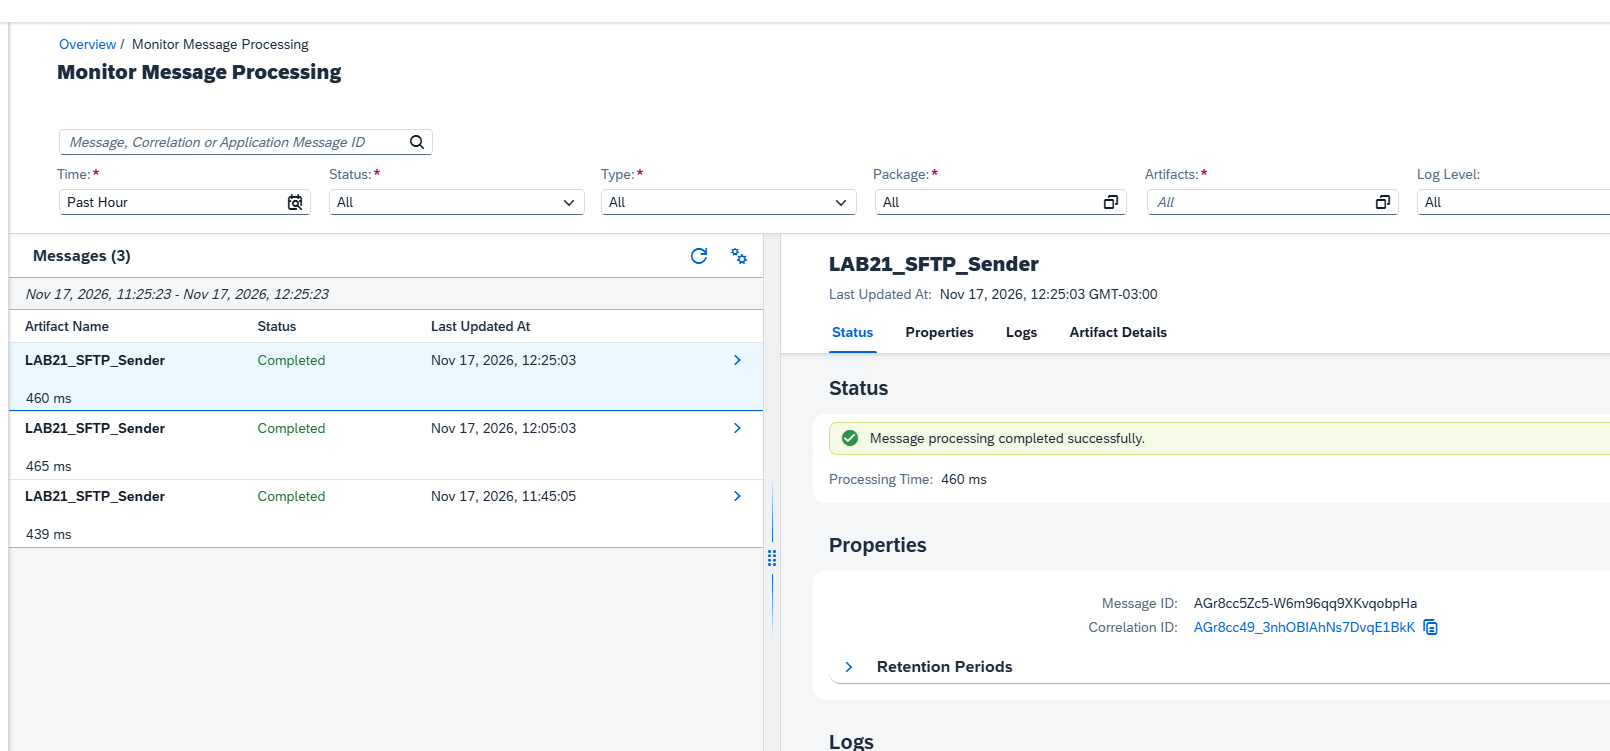 Overview / Monitor Message Processing
Monitor Message Processing
Message, Correlation or Application Message ID
Time:* Status:* Type:* Package:* Artifacts:* Log Level:
Past Hour All All All All All
Messages (3)
Nov 17, 2026, 11:25:23 - Nov 17, 2026, 12:25:23
Artifact Name Status Last Updated At
LAB21_SFTP_Sender Completed Nov 17, 2026, 12:25:03
460 ms
LAB21_SFTP_Sender Completed Nov 17, 2026, 12:05:03
465 ms
LAB21_SFTP_Sender Completed Nov 17, 2026, 11:45:05
439 ms
LAB21_SFTP_Sender
Last Updated At: Nov 17, 2026, 12:25:03 GMT-03:00
Status Properties Logs Artifact Details
Status
Message processing completed successfully.
Processing Time: 460 ms
Properties
Message ID: AGr8cc5Zc5-W6m96qq9XKvqobpHa
Correlation ID: AGr8cc49_3nhOBIAhNs7DvqE1BkK
Retention Periods
Logs